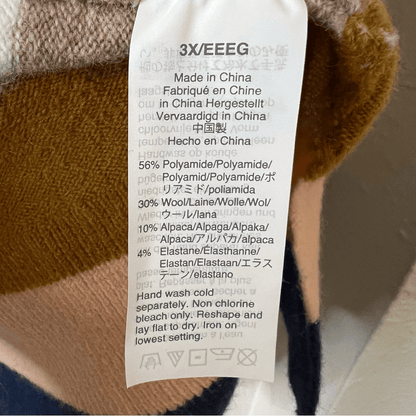 3X/EEEG
Made in China
Fabriqué en Chine
in China Hergestellt
Vervaardigd in China
中国製
Hecho en China
56% Polyamide/Polyamide/
Polyamid/Polyamide/ポ
リアミド/poliamida
30% Wool/Laine/Wolle/Wol/
ウール/lana
10% Alpaca/Alpaga/Alpaka/
Alpaca/アルパカ/alpaca
4% Elastane/Élasthanne/
Elastan/Elastaan/エラス
テーン/elastano
Hand wash cold
separately. Non chlorine
bleach only. Reshape and
lay flat to dry. Iron on
lowest setting.